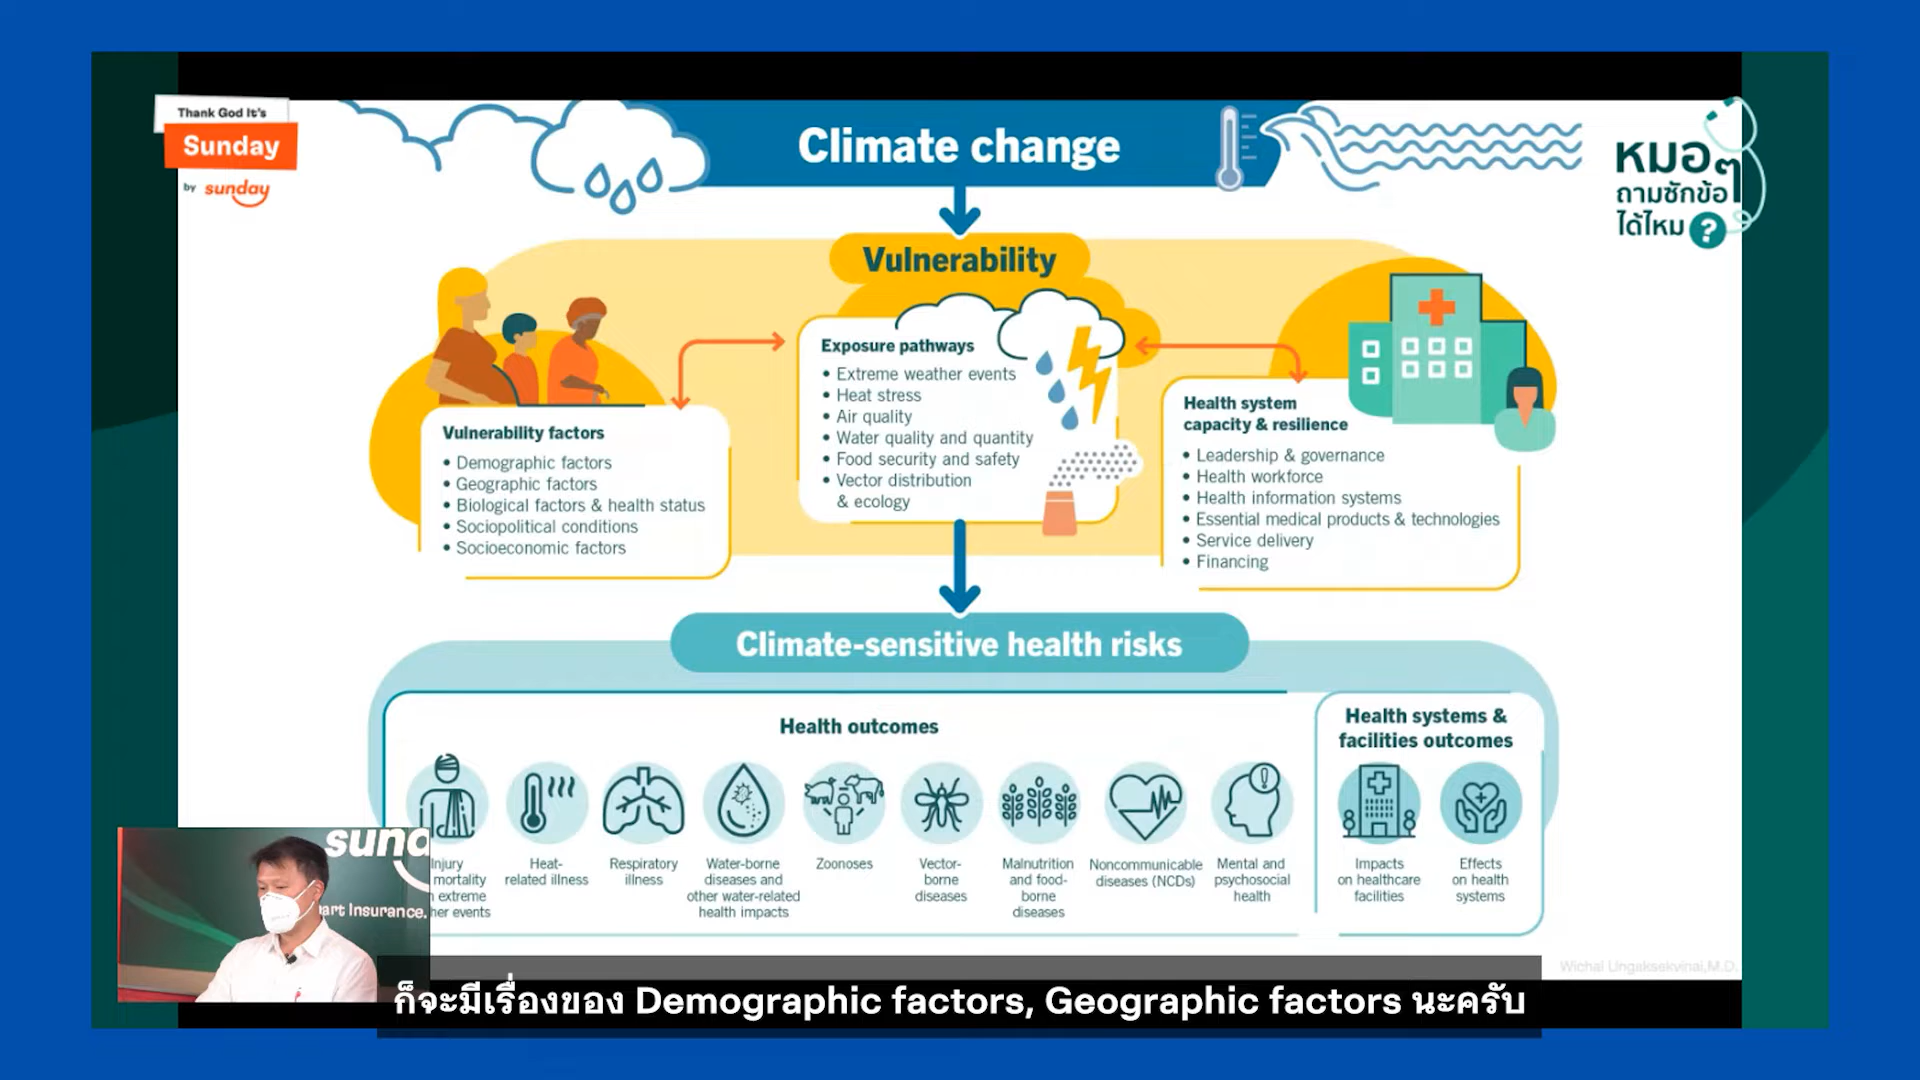 Thank God It's
Sunday
by sunday
Climate change
หมอๆ
ถามซักข้อ
ได้ไหม ?
Vulnerability
Vulnerability factors
• Demographic factors
• Geographic factors
• Biological factors & health status
• Sociopolitical conditions
• Socioeconomic factors
Exposure pathways
• Extreme weather events
• Heat stress
• Air quality
• Water quality and quantity
• Food security and safety
• Vector distribution
& ecology
Health system
capacity & resilience
• Leadership & governance
• Health workforce
• Health information systems
• Essential medical products & technologies
• Service delivery
• Financing
Climate-sensitive health risks
Health outcomes
Injury
mortality
extreme
events
Heat-
related illness
Respiratory
illness
Water-borne
diseases and
other water-related
health impacts
Zoonoses
Vector-
borne
diseases
Malnutrition
and food-
borne
diseases
Noncommunicable
diseases (NCDs)
Mental and
psychosocial
health
Health systems &
facilities outcomes
Impacts
on healthcare
facilities
Effects
on health
systems
Insurance.
Wichai Lingaksekvinai,M.D.
ก็จะมีเรื่องของ Demographic factors, Geographic factors นะครับ